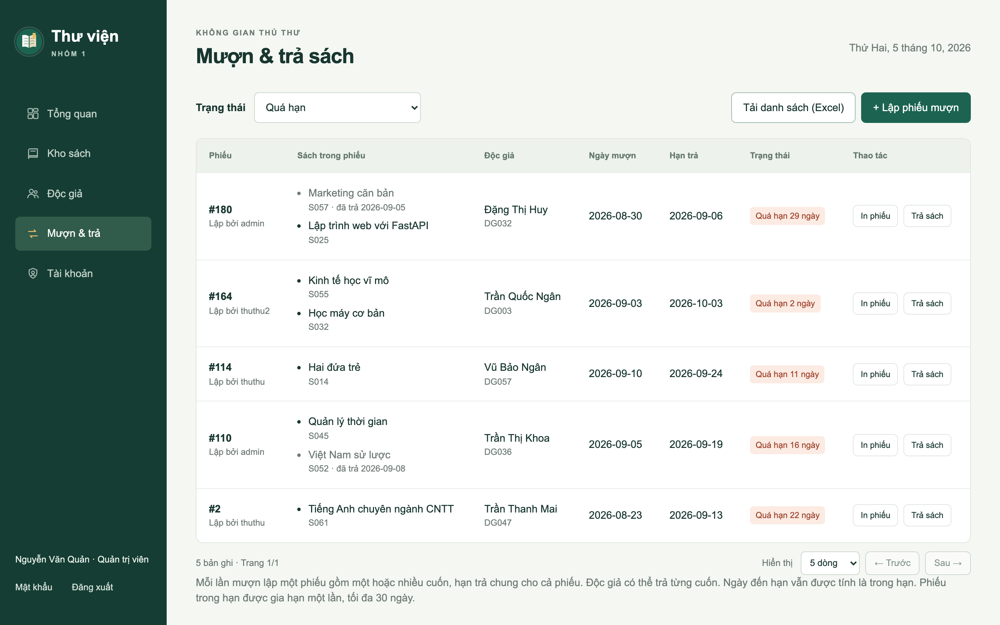 Thư viện
NHÓM 1
Tổng quan
Kho sách
Độc giả
Mượn & trả
Tài khoản
Nguyễn Văn Quản · Quản trị viên
Mật khẩu Đăng xuất
KHÔNG GIAN THỦ THƯ
Mượn & trả sách
Thứ Hai, 5 tháng 10, 2026
Trạng thái Quá hạn Tải danh sách (Excel) + Lập phiếu mượn
Phiếu Sách trong phiếu Độc giả Ngày mượn Hạn trả Trạng thái Thao tác
#180
Lập bởi admin
Marketing căn bản
S057 · đã trả 2026-09-05
Lập trình web với FastAPI
S025
Đặng Thị Huy
DG032
2026-08-30 2026-09-06 Quá hạn 29 ngày In phiếu Trả sách
#164
Lập bởi thuthu2
Kinh tế học vĩ mô
S055
Học máy cơ bản
S032
Trần Quốc Ngân
DG003
2026-09-03 2026-10-03 Quá hạn 2 ngày In phiếu Trả sách
#114
Lập bởi thuthu
Hai đứa trẻ
S014
Vũ Bảo Ngân
DG057
2026-09-10 2026-09-24 Quá hạn 11 ngày In phiếu Trả sách
#110
Lập bởi admin
Quản lý thời gian
S045
Việt Nam sử lược
S052 · đã trả 2026-09-08
Trần Thị Khoa
DG036
2026-09-05 2026-09-19 Quá hạn 16 ngày In phiếu Trả sách
#2
Lập bởi thuthu
Tiếng Anh chuyên ngành CNTT
S061
Trần Thanh Mai
DG047
2026-08-23 2026-09-13 Quá hạn 22 ngày In phiếu Trả sách
5 bản ghi · Trang 1/1 Hiển thị 5 dòng ← Trước Sau →
Mỗi lần mượn lập một phiếu gồm một hoặc nhiều cuốn, hạn trả chung cho cả phiếu. Độc giả có thể trả từng cuốn. Ngày đến hạn vẫn được tính là trong hạn. Phiếu
trong hạn được gia hạn một lần, tối đa 30 ngày.